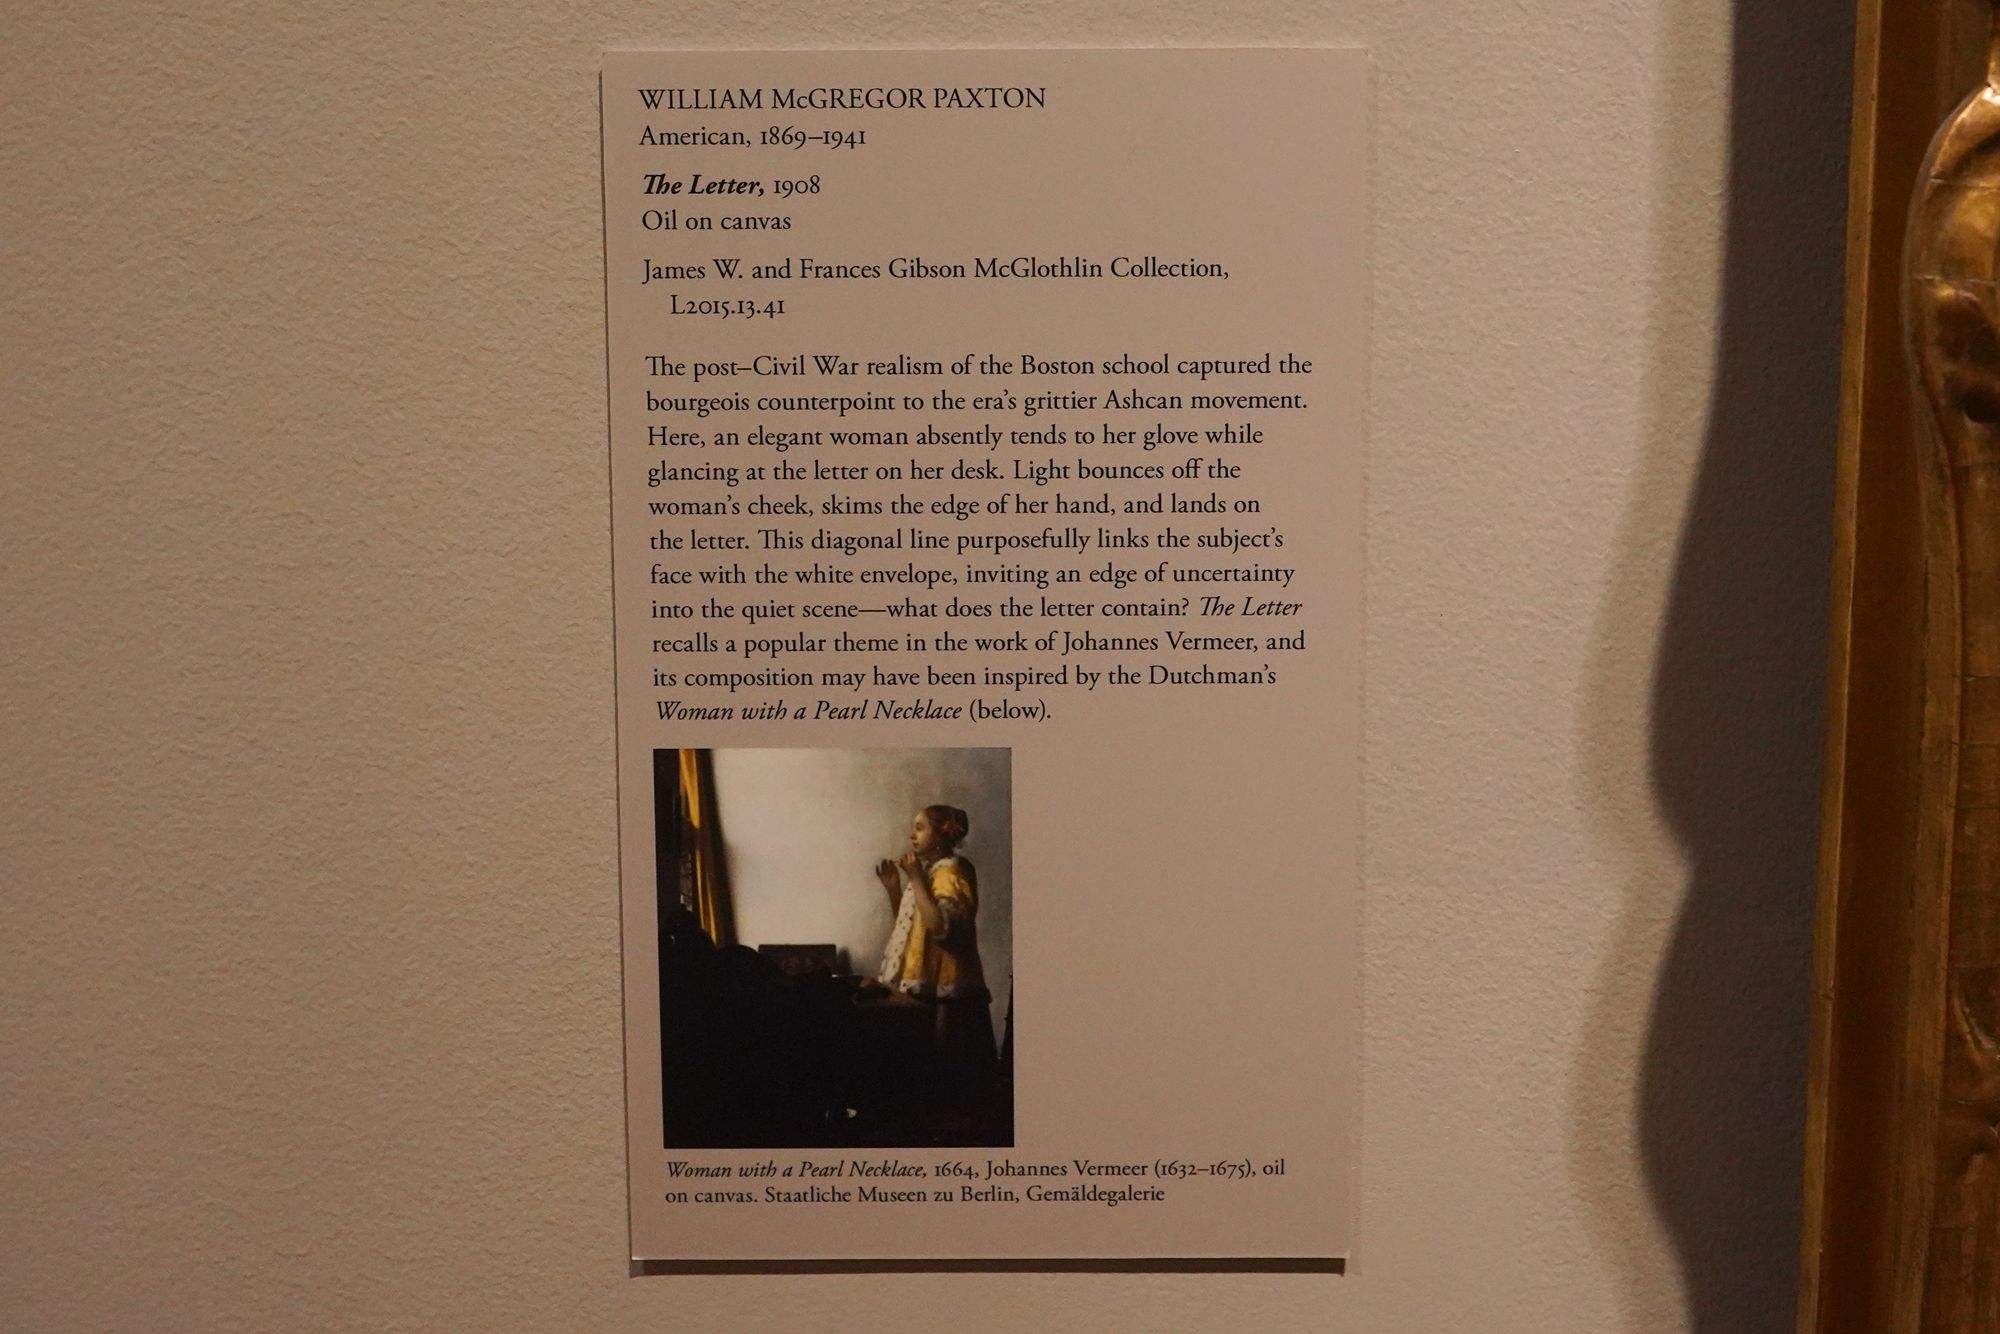 WILLIAM McGREGOR PAXTON
American, 1869–1941
The Letter, 1908
Oil on canvas
James W. and Frances Gibson McGlothlin Collection,
L2015.13.41
The post–Civil War realism of the Boston school captured the
bourgeois counterpoint to the era’s grittier Ashcan movement.
Here, an elegant woman absently tends to her glove while
glancing at the letter on her desk. Light bounces off the
woman’s cheek, skims the edge of her hand, and lands on
the letter. This diagonal line purposefully links the subject’s
face with the white envelope, inviting an edge of uncertainty
into the quiet scene—what does the letter contain? The Letter
recalls a popular theme in the work of Johannes Vermeer, and
its composition may have been inspired by the Dutchman’s
Woman with a Pearl Necklace (below).
Woman with a Pearl Necklace, 1664, Johannes Vermeer (1632–1675), oil
on canvas. Staatliche Museen zu Berlin, Gemäldegalerie